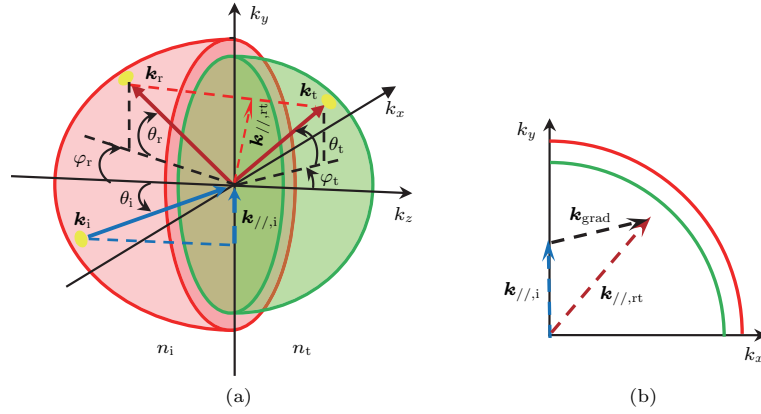 k_y
k_r
k_t
k_x
k_//,rt
θ_r
θ_t
φ_r
φ_t
θ_i
k_i
k_//,i
k_z
n_i
n_t
(a)
k_y
k_grad
k_//,i
k_//,rt
k_x
(b)